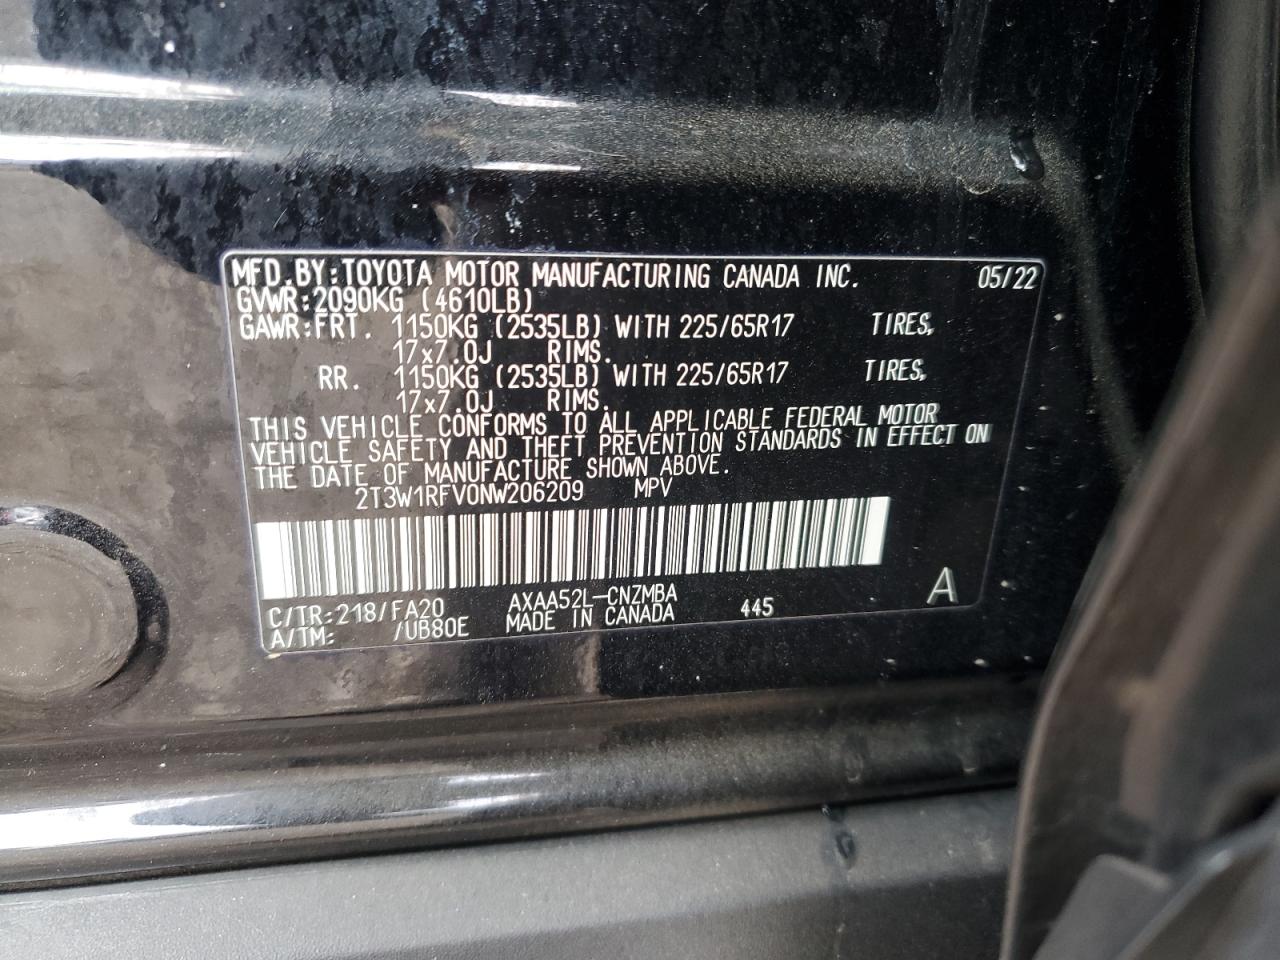 MFD.BY:TOYOTA MOTOR MANUFACTURING CANADA INC. 05/22
GVWR:2090KG (4610LB)
GAWR:FRT. 1150KG (2535LB) WITH 225/65R17 TIRES,
17x7.0J RIMS.
RR. 1150KG (2535LB) WITH 225/65R17 TIRES,
17x7.0J RIMS.
THIS VEHICLE CONFORMS TO ALL APPLICABLE FEDERAL MOTOR
VEHICLE SAFETY AND THEFT PREVENTION STANDARDS IN EFFECT ON
THE DATE OF MANUFACTURE SHOWN ABOVE.
2T3W1RFV0NW206209 MPV
C/TR:218/FA20 AXAA52L-CNZMBA 445 A
A/TM: /UB80E MADE IN CANADA